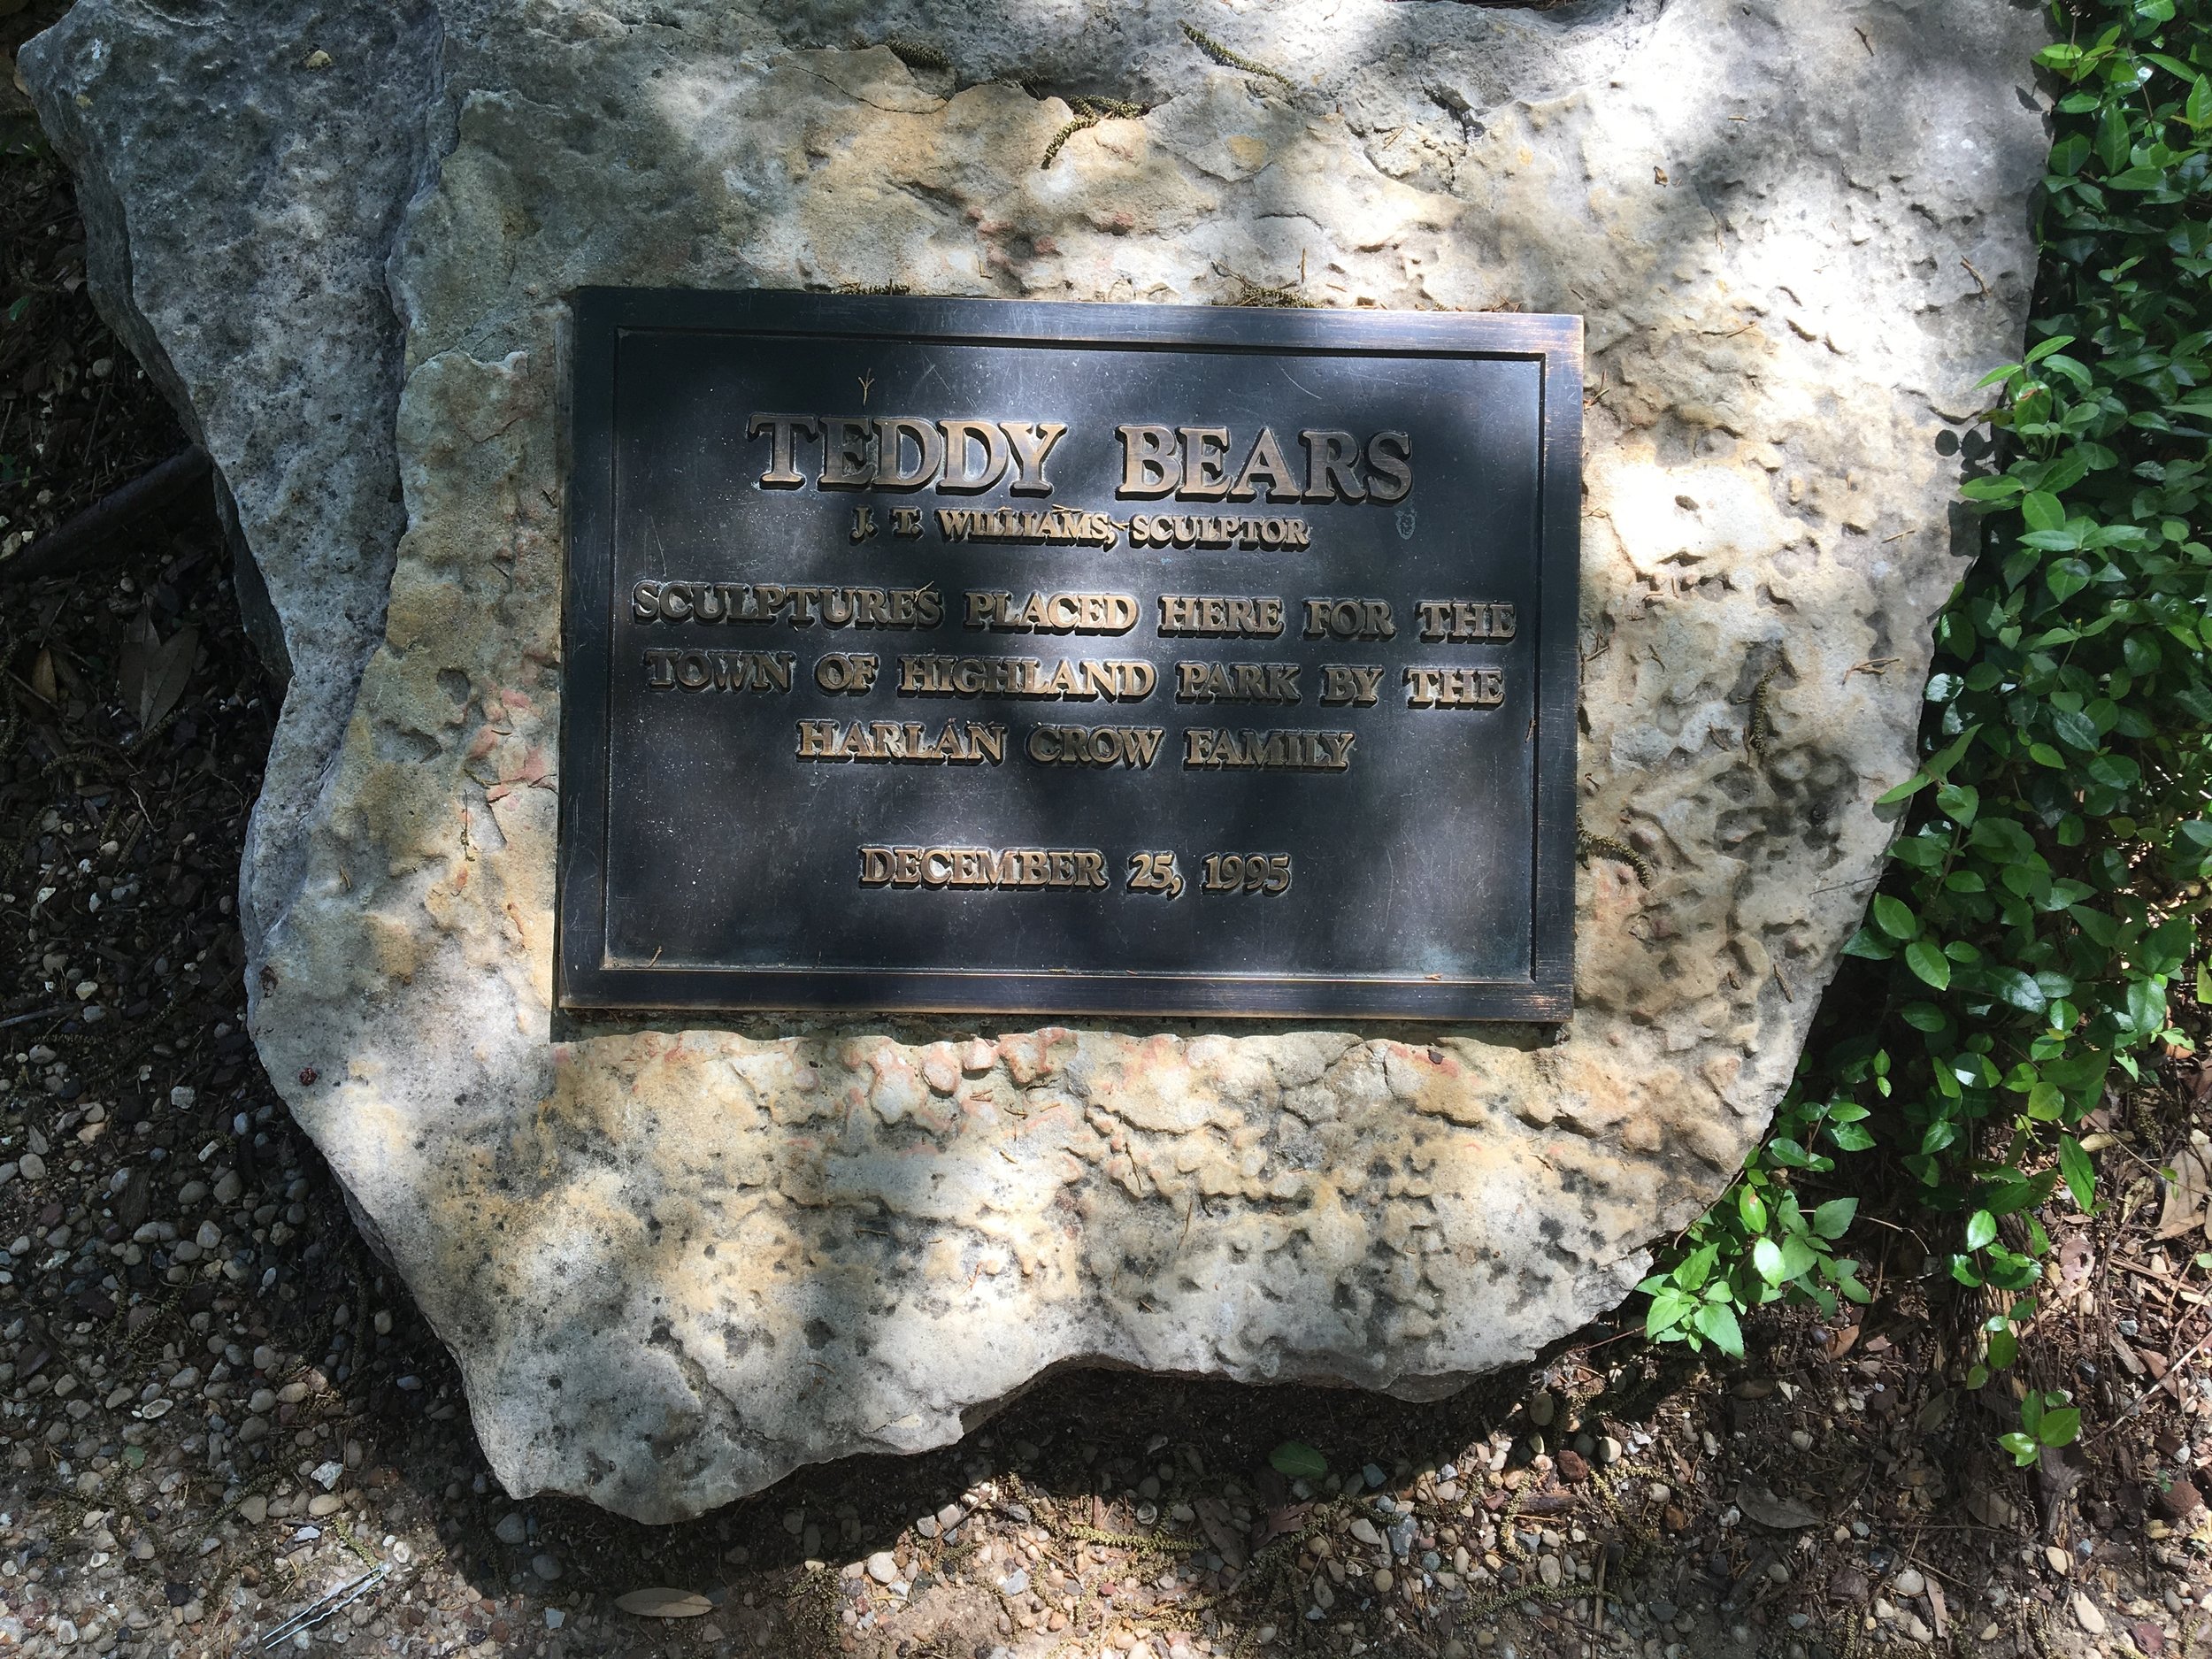 TEDDY BEARS
J. T. WILLIAMS, SCULPTOR
SCULPTURES PLACED HERE FOR THE
TOWN OF HIGHLAND PARK BY THE
HARLAN CROW FAMILY
DECEMBER 25, 1995